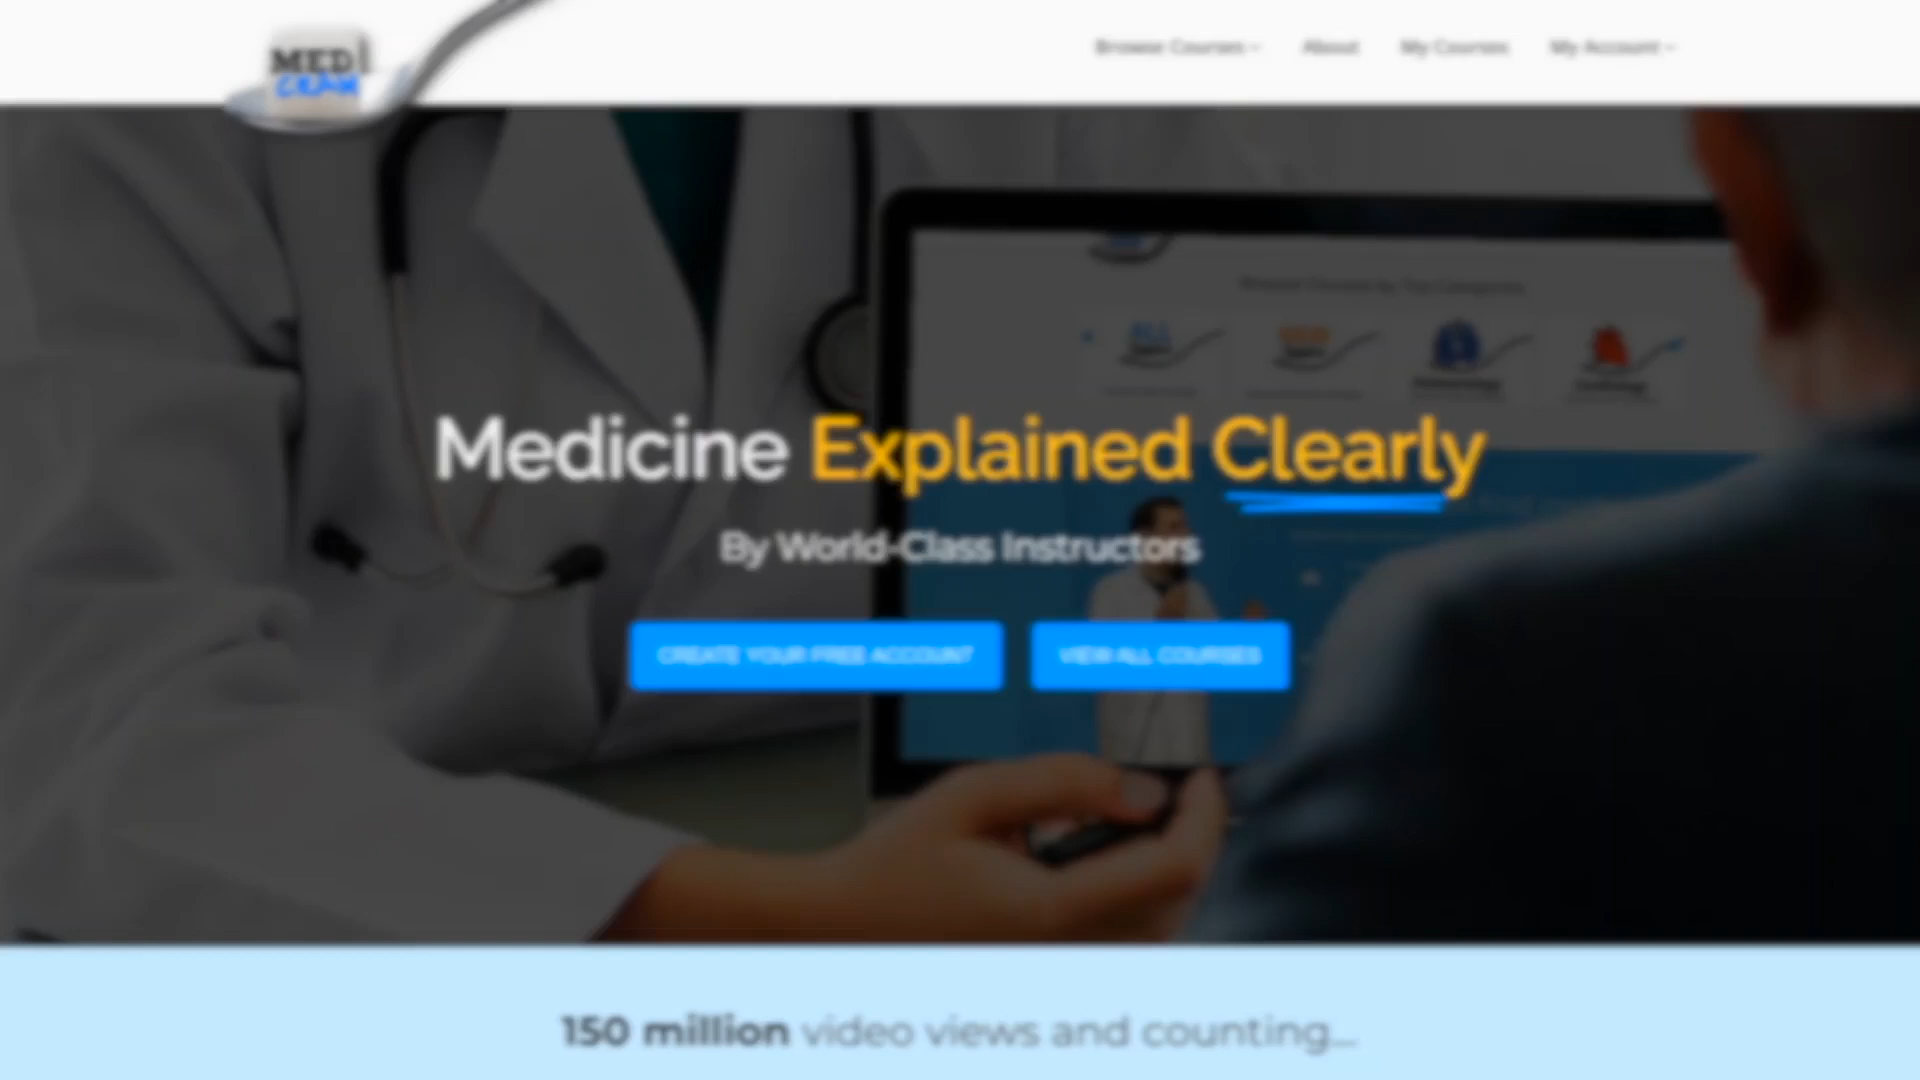 MED
CRAM
Browse Courses
About
My Courses
My Account
Medicine Explained Clearly
By World-Class Instructors
CREATE YOUR FREE ACCOUNT
VIEW ALL COURSES
150 million video views and counting...